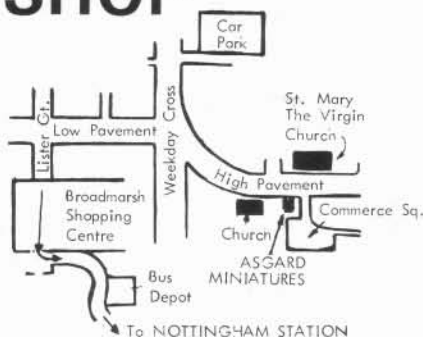 SHOP
Car
Park
Weekday Cross
Lister Gt.
Low Pavement
St. Mary
The Virgin
Church
High Pavement
Broadmarsh
Shopping
Centre
Church
Commerce Sq.
ASGARD
MINIATURES
Bus
Depot
To NOTTINGHAM STATION